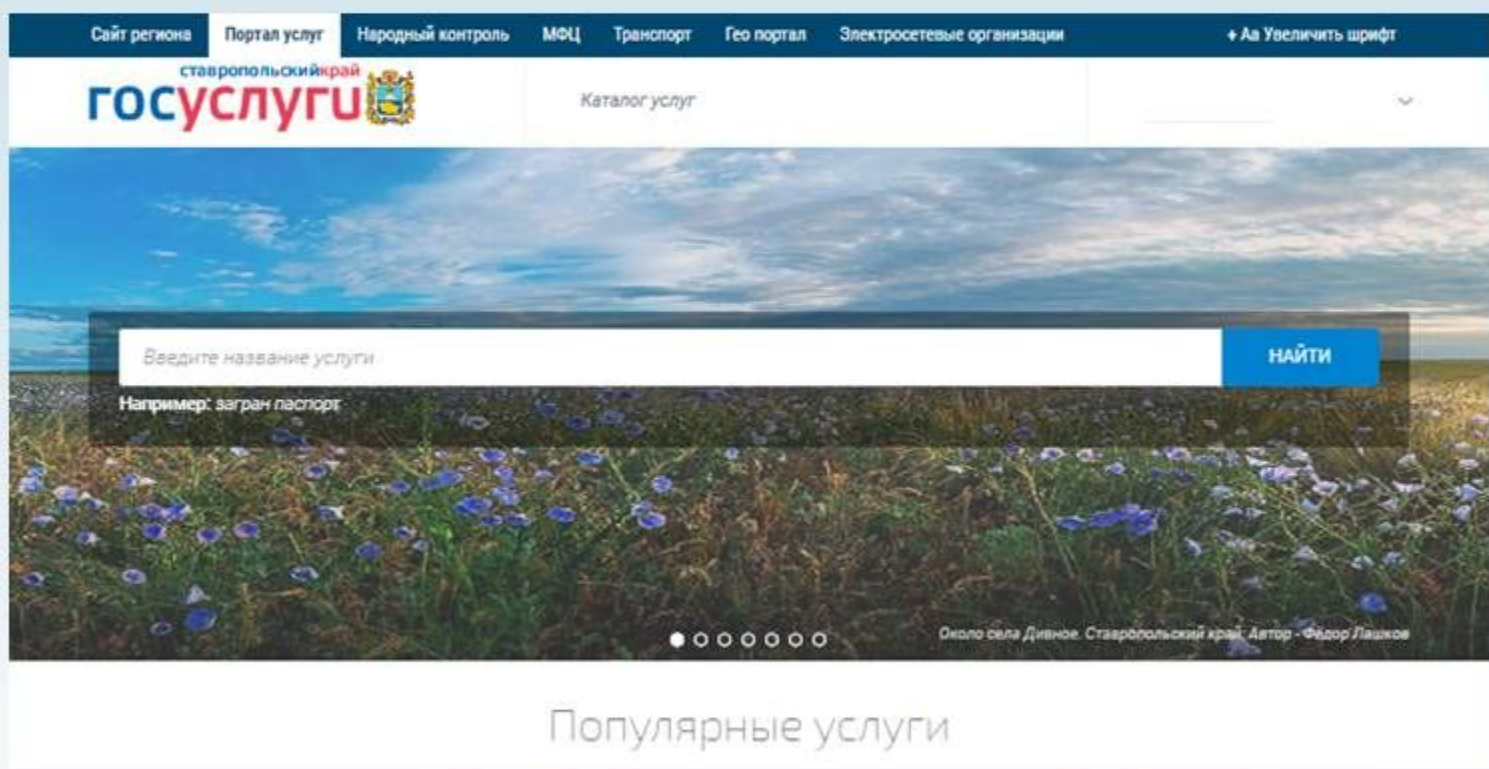 Сайт региона Портал услуг Народный контроль МФЦ Транспорт Гео портал Электросетевые организации + Аа Увеличить шрифт
ставропольскийкрай
госуслуги
Каталог услуг
Введите название услуги
НАЙТИ
Например: загран паспорт
Около села Дивное. Ставропольский край. Автор - Фёдор Лашков
Популярные услуги